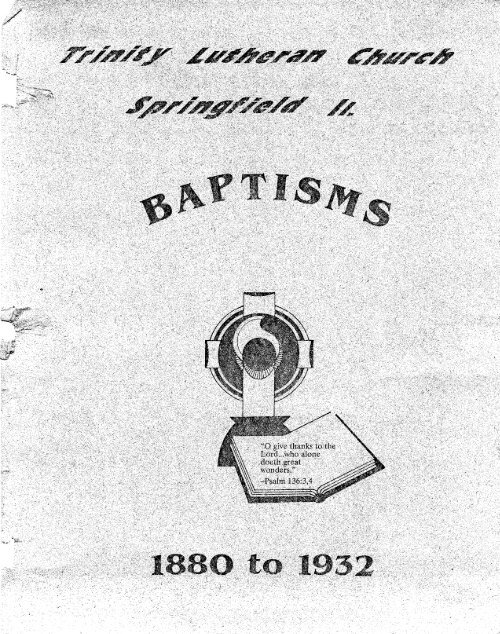 Trinity Lutheran Church
Springfield Il.
BAPTISMS
"O give thanks to the
Lord...who alone
doeth great
wonders."
–Psalm 136:3,4
1880 to 1932